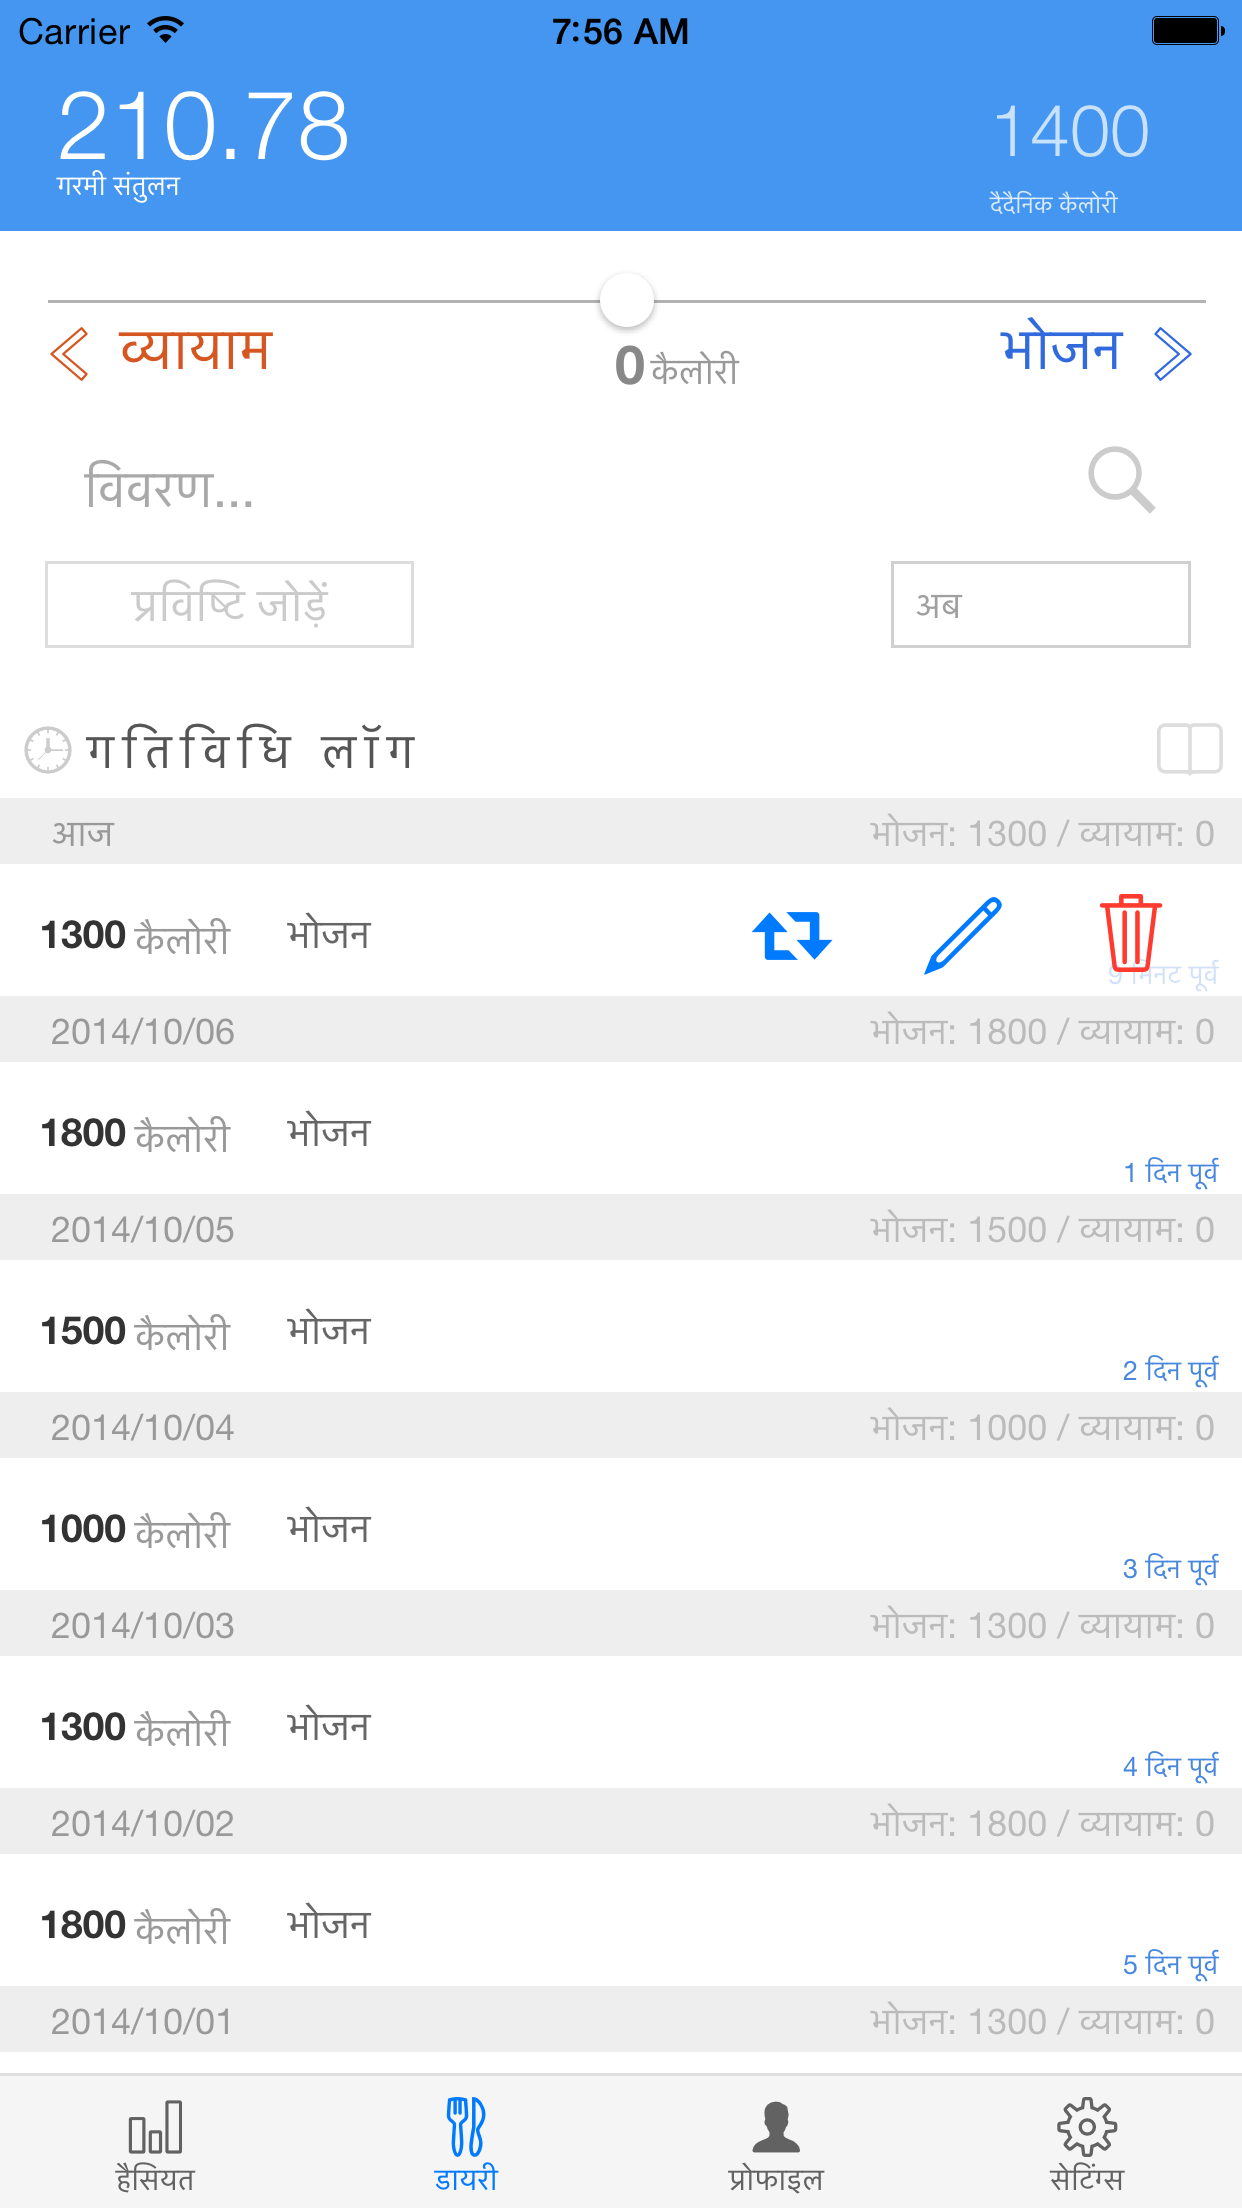 Carrier 7:56 AM
210.78 1400
गरमी संतुलन दैदैनिक कैलोरी
व्यायाम 0 कैलोरी भोजन
विवरण...
प्रविष्टि जोड़ें अब
गतिविधि लॉग
आज भोजन: 1300 / व्यायाम: 0
1300 कैलोरी भोजन
9 मिनट पूर्व
2014/10/06 भोजन: 1800 / व्यायाम: 0
1800 कैलोरी भोजन
1 दिन पूर्व
2014/10/05 भोजन: 1500 / व्यायाम: 0
1500 कैलोरी भोजन
2 दिन पूर्व
2014/10/04 भोजन: 1000 / व्यायाम: 0
1000 कैलोरी भोजन
3 दिन पूर्व
2014/10/03 भोजन: 1300 / व्यायाम: 0
1300 कैलोरी भोजन
4 दिन पूर्व
2014/10/02 भोजन: 1800 / व्यायाम: 0
1800 कैलोरी भोजन
5 दिन पूर्व
2014/10/01 भोजन: 1300 / व्यायाम: 0
हैसियत डायरी प्रोफाइल सेटिंग्स